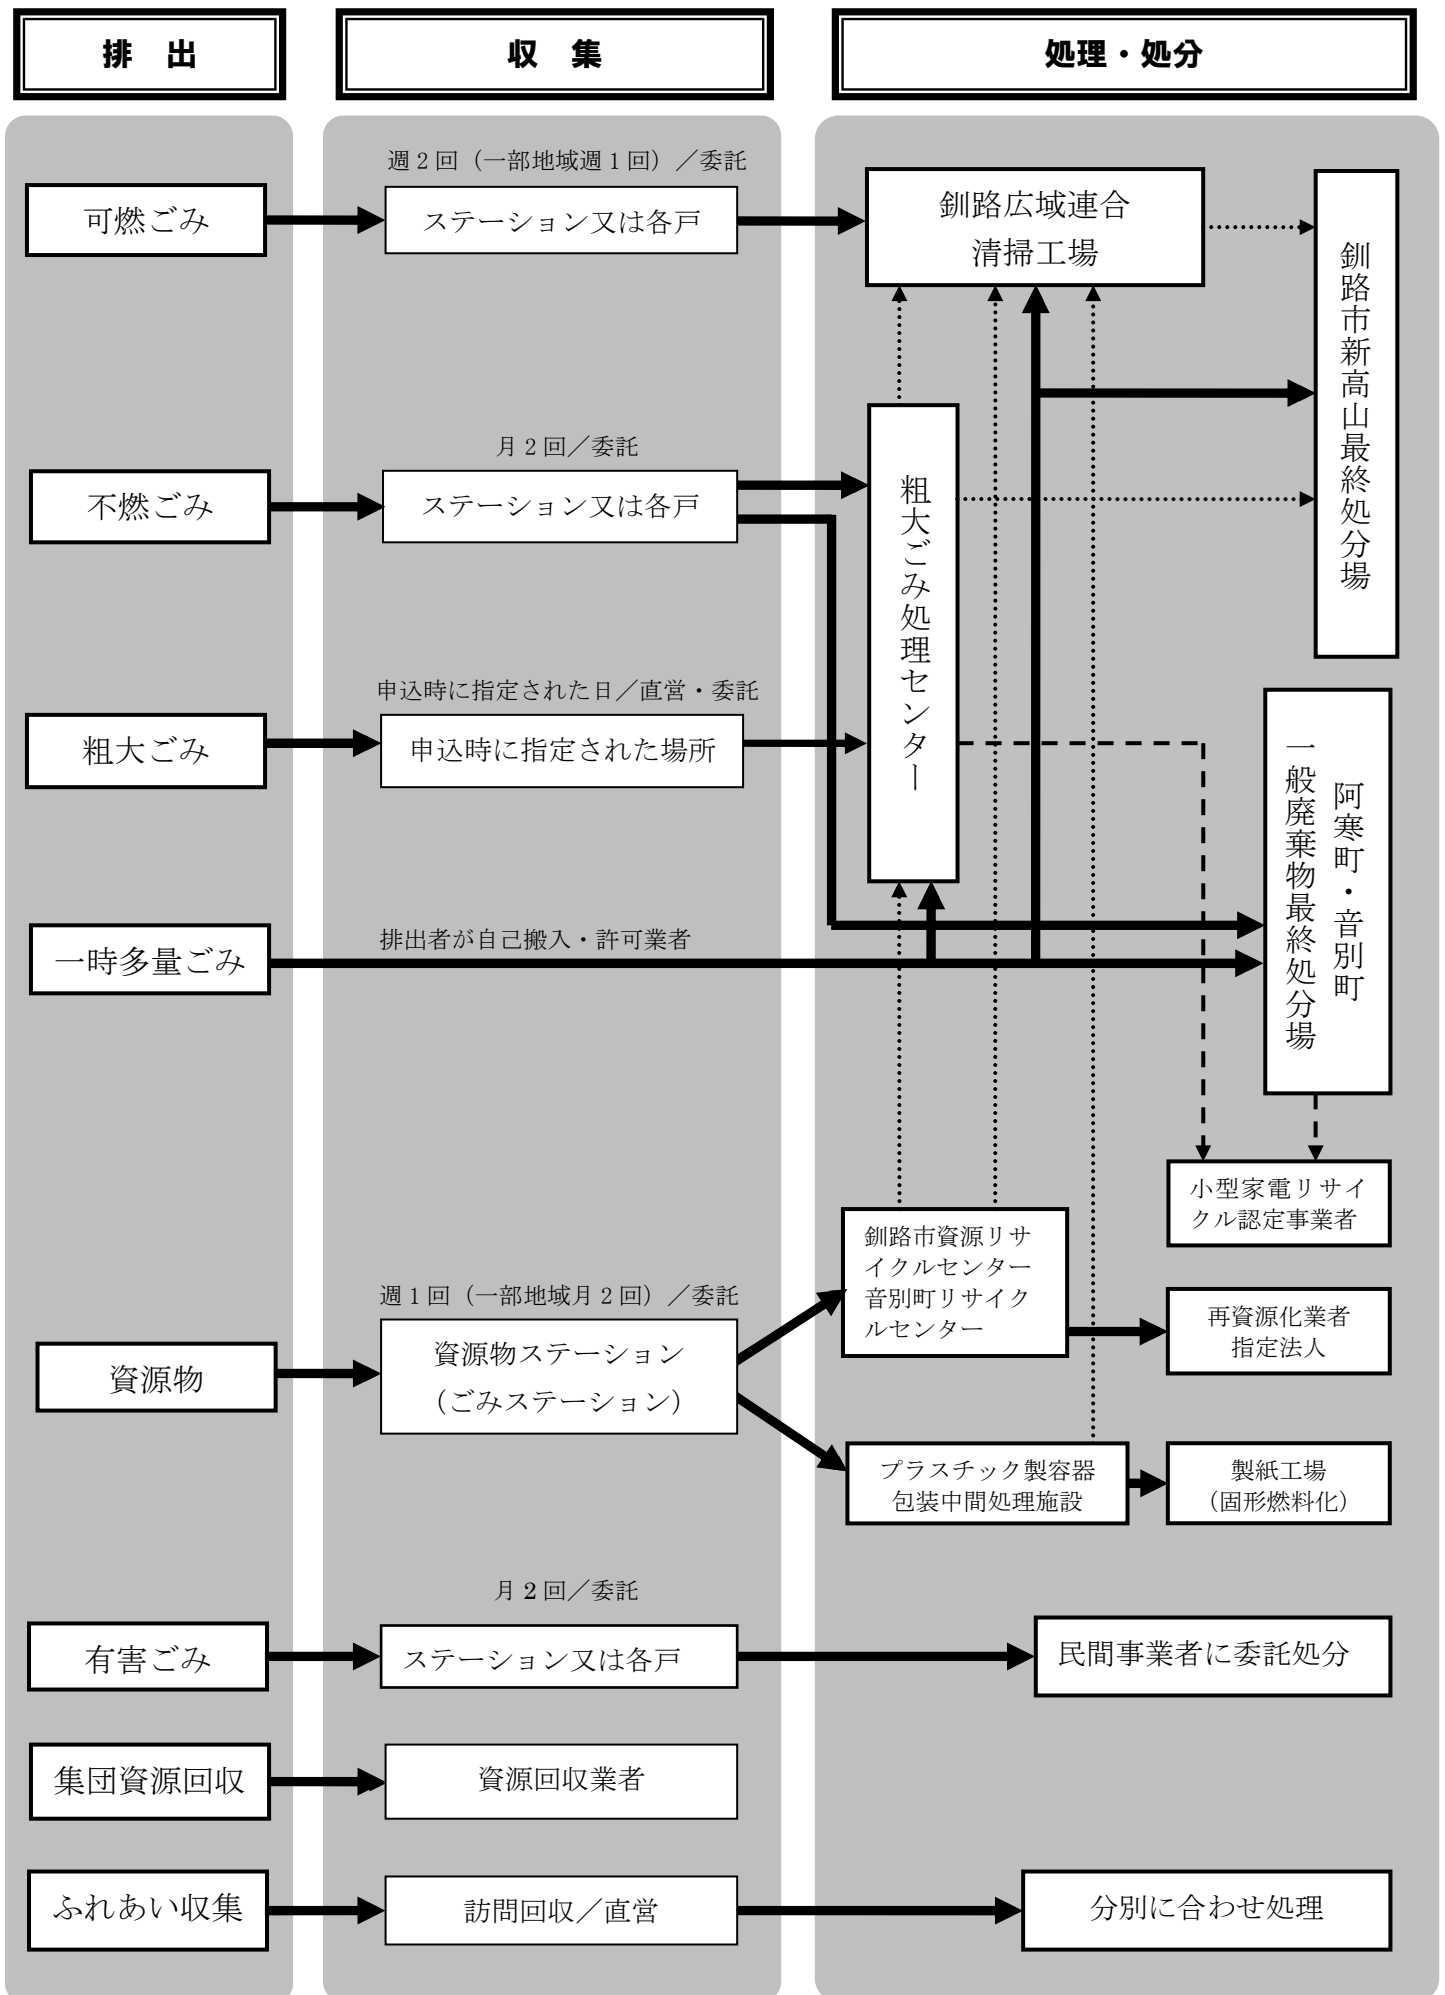 排　出
収　集
処理・処分
週２回（一部地域週１回）／委託
可燃ごみ
ステーション又は各戸
釧路広域連合
清掃工場
釧路市新高山最終処分場
月２回／委託
不燃ごみ
ステーション又は各戸
粗大ごみ処理センター
申込時に指定された日／直営・委託
粗大ごみ
申込時に指定された場所
阿寒町・音別町
一般廃棄物最終処分場
排出者が自己搬入・許可業者
一時多量ごみ
小型家電リサイ
クル認定事業者
釧路市資源リサ
イクルセンター
音別町リサイク
ルセンター
週１回（一部地域月２回）／委託
資源物
資源物ステーション
（ごみステーション）
再資源化業者
指定法人
プラスチック製容器
包装中間処理施設
製紙工場
（固形燃料化）
月２回／委託
有害ごみ
ステーション又は各戸
民間事業者に委託処分
集団資源回収
資源回収業者
ふれあい収集
訪問回収／直営
分別に合わせ処理